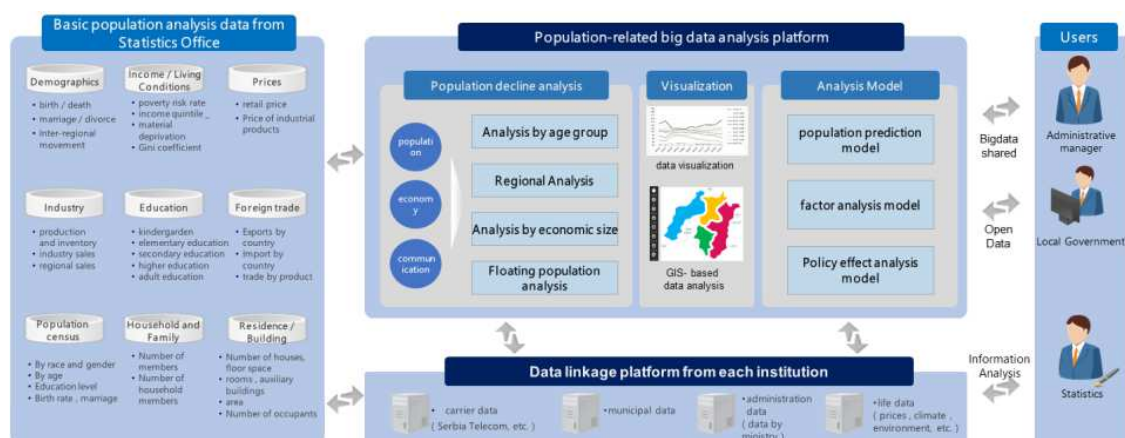 Basic population analysis data from
Statistics Office
Demographics
• birth / death
• marriage / divorce
• inter-regional
movement
Income / Living
Conditions
• poverty risk rate
• income quintile _
• material
deprivation
• Gini coefficient
Prices
• retail price
• Price of industrial
products
Industry
• production
and inventory
• industry sales
• regional sales
Education
• kindergarden
• elementary education
• secondary education
• higher education
• adult education
Foreign trade
• Exports by
country
• import by
country
• trade by product
Population
census
• By race and gender
• By age
• Education level
• Birth rate , marriage
Household and
Family
• Number of
members
• Number of
household
members
Residence /
Building
• Number of houses,
floor space
• rooms , auxiliary
buildings
• area
• Number of occupants
Population-related big data analysis platform
Population decline analysis
populati
on
econom
y
commun
ication
Analysis by age group
Regional Analysis
Analysis by economic size
Floating population
analysis
Visualization
data visualization
GIS- based
data analysis
Analysis Model
population prediction
model
factor analysis model
Policy effect analysis
model
Data linkage platform from each institution
• carrier data
( Serbia Telecom, etc. )
•municipal data
•administration
data
( data by
ministry )
•life data
( prices , climate ,
environment, etc. )
Bigdata
shared
Open
Data
Information
Analysis
Users
Administrative
manager
Local Government
Statistics